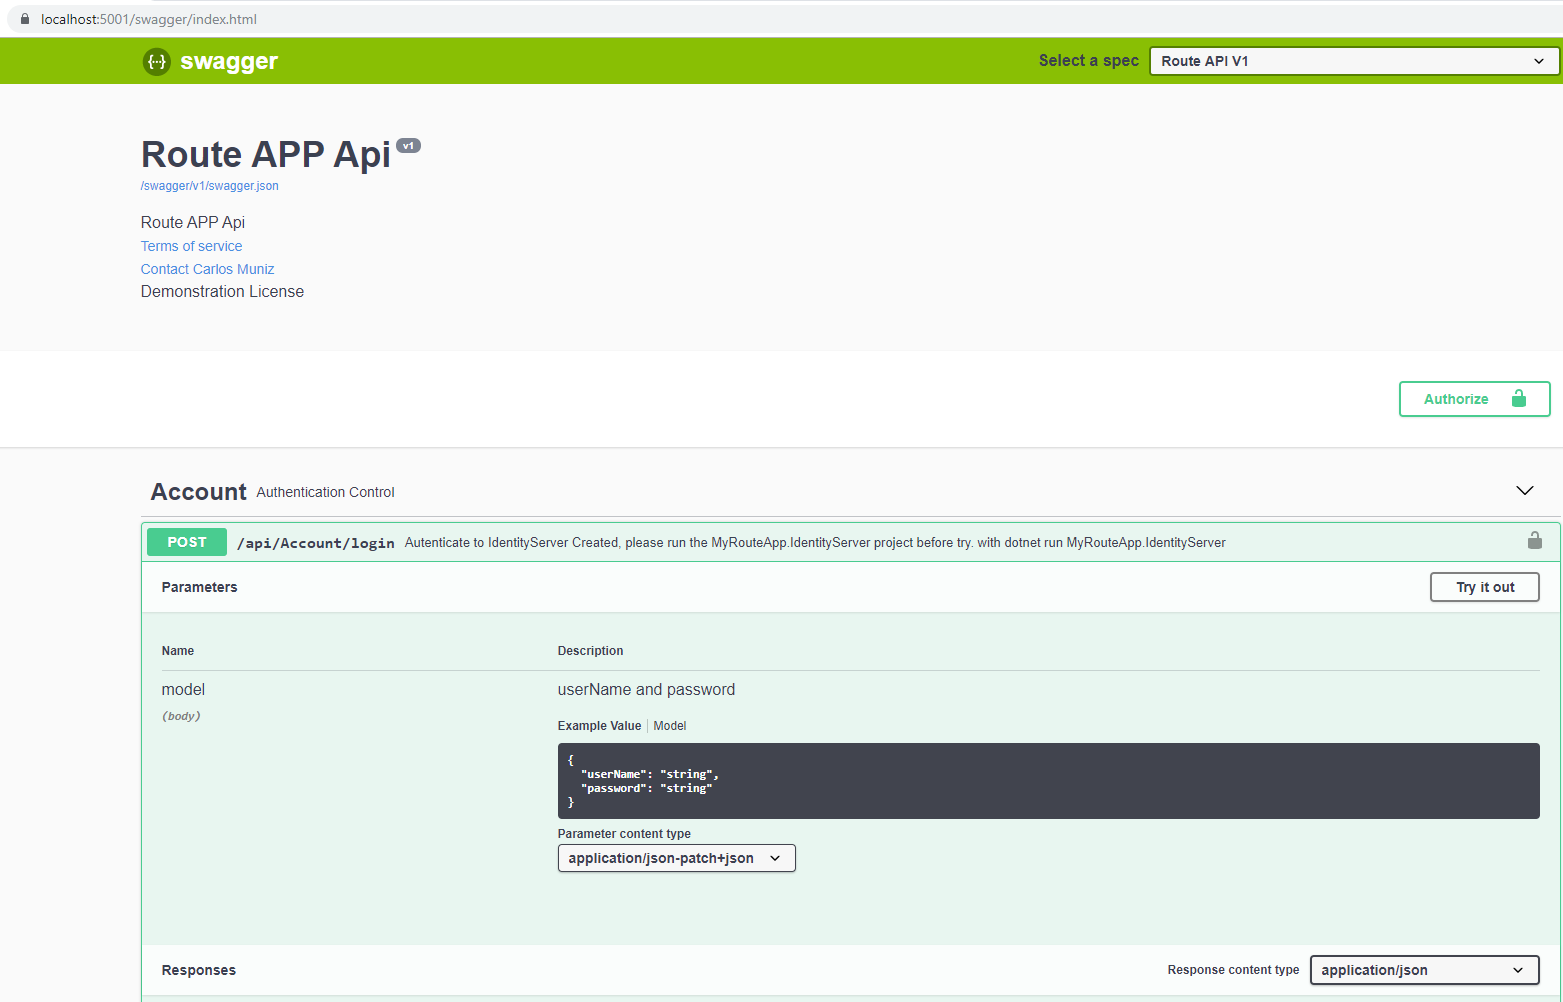 localhost:5001/swagger/index.html
{··} swagger
Select a spec
Route API V1
Route APP Api v1
/swagger/v1/swagger.json
Route APP Api
Terms of service
Contact Carlos Muniz
Demonstration License
Authorize
Account Authentication Control
POST /api/Account/login Autenticate to IdentityServer Created, please run the MyRouteApp.IdentityServer project before try. with dotnet run MyRouteApp.IdentityServer
Parameters
Try it out
Name Description
model
(body)
userName and password
Example Value Model
{
"userName": "string",
"password": "string"
}
Parameter content type
application/json-patch+json
Responses
Response content type
application/json